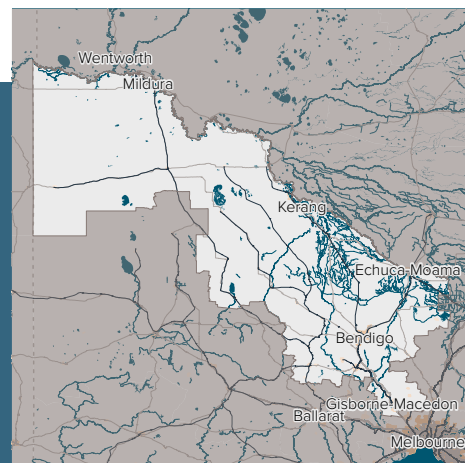 Wentworth
Mildura
Kerang
Echuca-Moama
Bendigo
Gisborne-Macedon
Ballarat
Melbourne